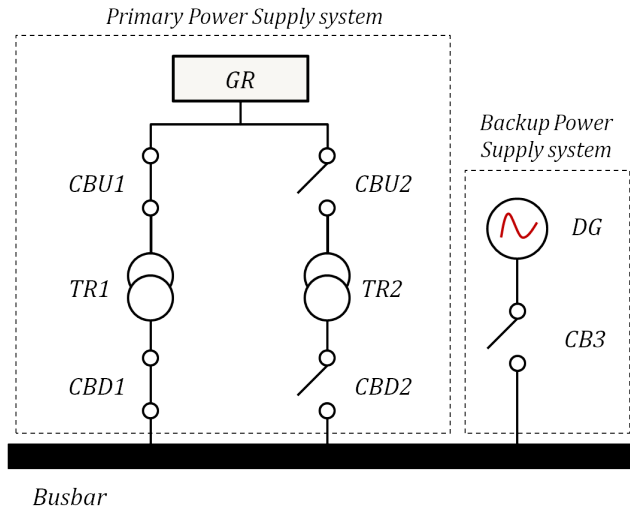 Primary Power Supply system
GR
Backup Power
Supply system
CBU1
CBU2
DG
TR1
TR2
CB3
CBD1
CBD2
Busbar